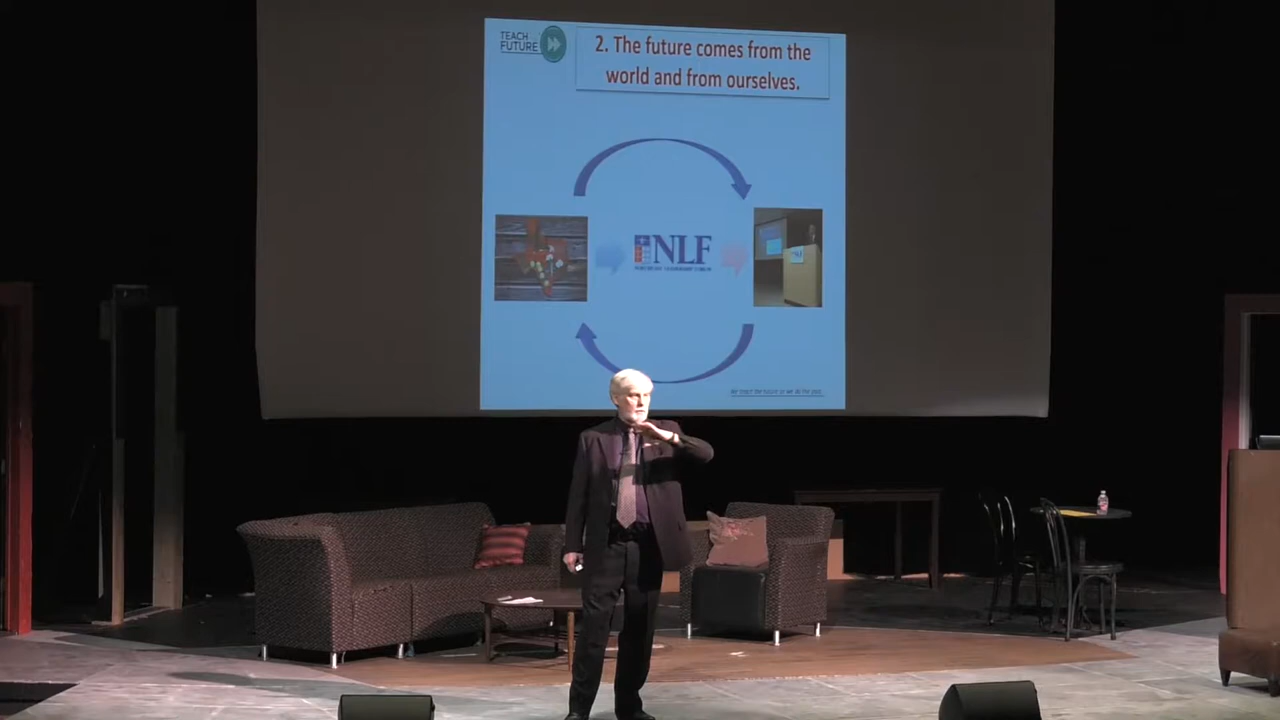 TEACH
FUTURE
2. The future comes from the
world and from ourselves.
NLF